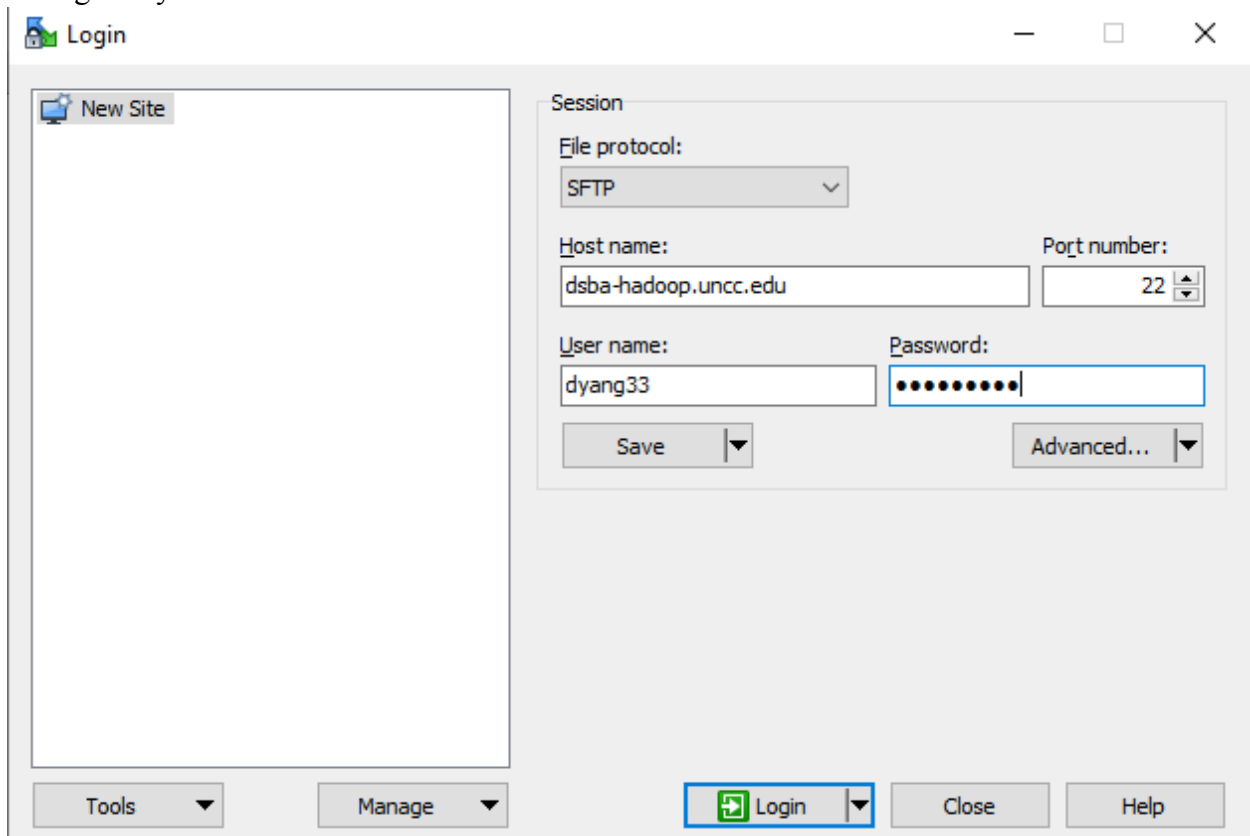 Login
New Site
Session
File protocol:
SFTP
Host name:
Port number:
dsba-hadoop.uncc.edu
22
User name:
Password:
dyang33
●●●●●●●●●
Save
Advanced...
Tools
Manage
Login
Close
Help